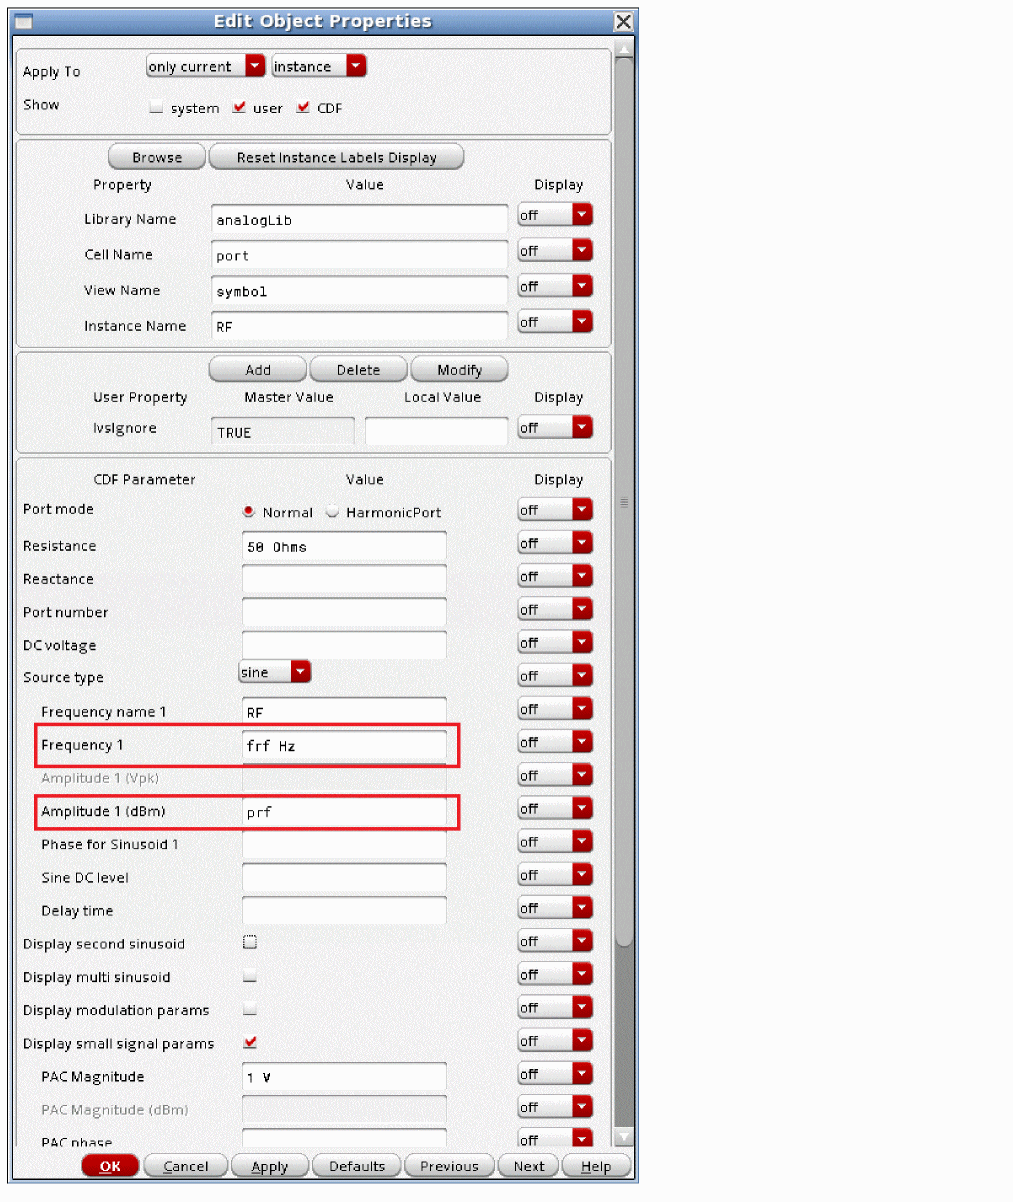 Edit Object Properties
Apply To only current instance
Show system user CDF
Browse Reset Instance Labels Display
Property Value Display
Library Name analogLib off
Cell Name port off
View Name symbol off
Instance Name RF off
Add Delete Modify
User Property Master Value Local Value Display
lvsIgnore TRUE off
CDF Parameter Value Display
Port mode Normal HarmonicPort off
Resistance 50 Ohms off
Reactance off
Port number off
DC voltage off
Source type sine off
Frequency name 1 RF off
Frequency 1 frf Hz off
Amplitude 1 (Vpk) off
Amplitude 1 (dBm) prf off
Phase for Sinusoid 1 off
Sine DC level off
Delay time off
Display second sinusoid off
Display multi sinusoid off
Display modulation params off
Display small signal params off
PAC Magnitude 1 V off
PAC Magnitude (dBm) off
PAC phase off
OK Cancel Apply Defaults Previous Next Help